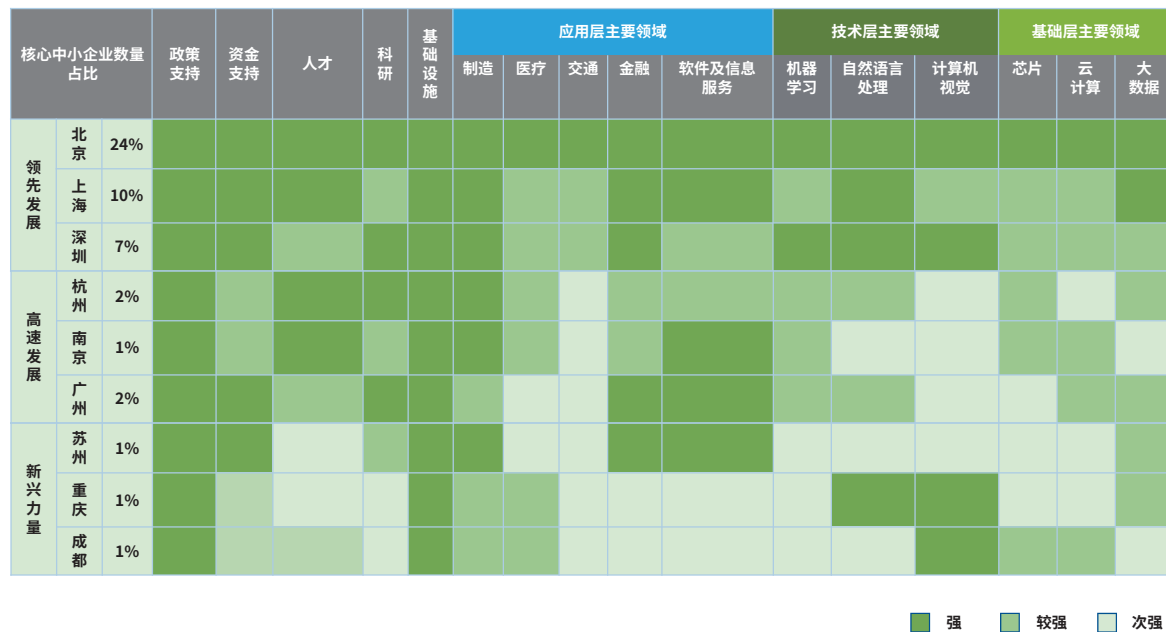 核心中小企业数量
占比
政策
支持
资金
支持
人才
科
研
基
础
设
施
应用层主要领域
技术层主要领域
基础层主要领域
制造
医疗
交通
金融
软件及信息
服务
机器
学习
自然语言
处理
计算机
视觉
芯片
云
计算
大
数据
领
先
发
展
北
京
24%
上
海
10%
深
圳
7%
高
速
发
展
杭
州
2%
南
京
1%
广
州
2%
新
兴
力
量
苏
州
1%
重
庆
1%
成
都
1%
强
较强
次强